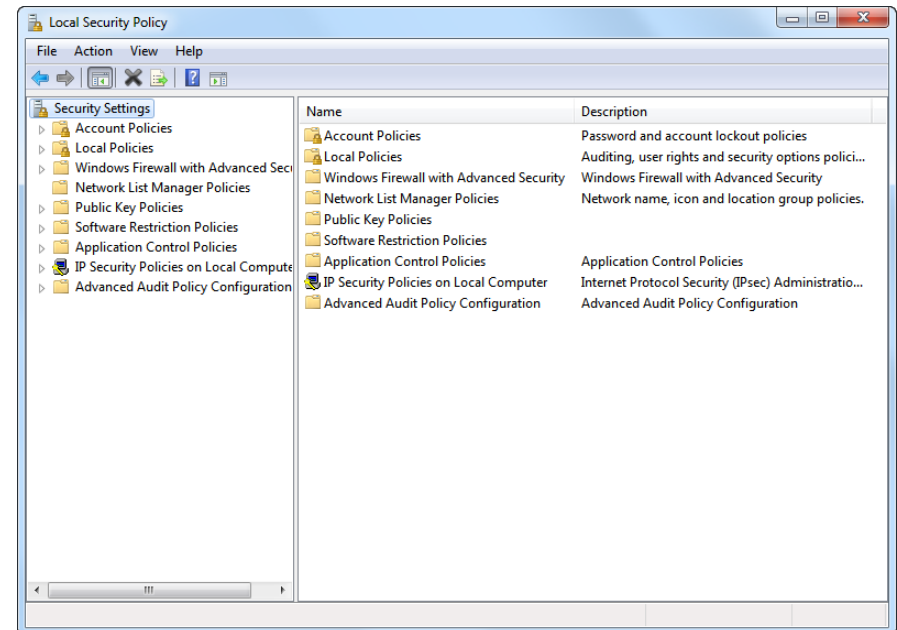 Local Security Policy
File Action View Help
Security Settings
Account Policies
Local Policies
Windows Firewall with Advanced Secu
Network List Manager Policies
Public Key Policies
Software Restriction Policies
Application Control Policies
IP Security Policies on Local Compute
Advanced Audit Policy Configuration
Name Description
Account Policies Password and account lockout policies
Local Policies Auditing, user rights and security options polici...
Windows Firewall with Advanced Security Windows Firewall with Advanced Security
Network List Manager Policies Network name, icon and location group policies.
Public Key Policies
Software Restriction Policies
Application Control Policies Application Control Policies
IP Security Policies on Local Computer Internet Protocol Security (IPsec) Administratio...
Advanced Audit Policy Configuration Advanced Audit Policy Configuration